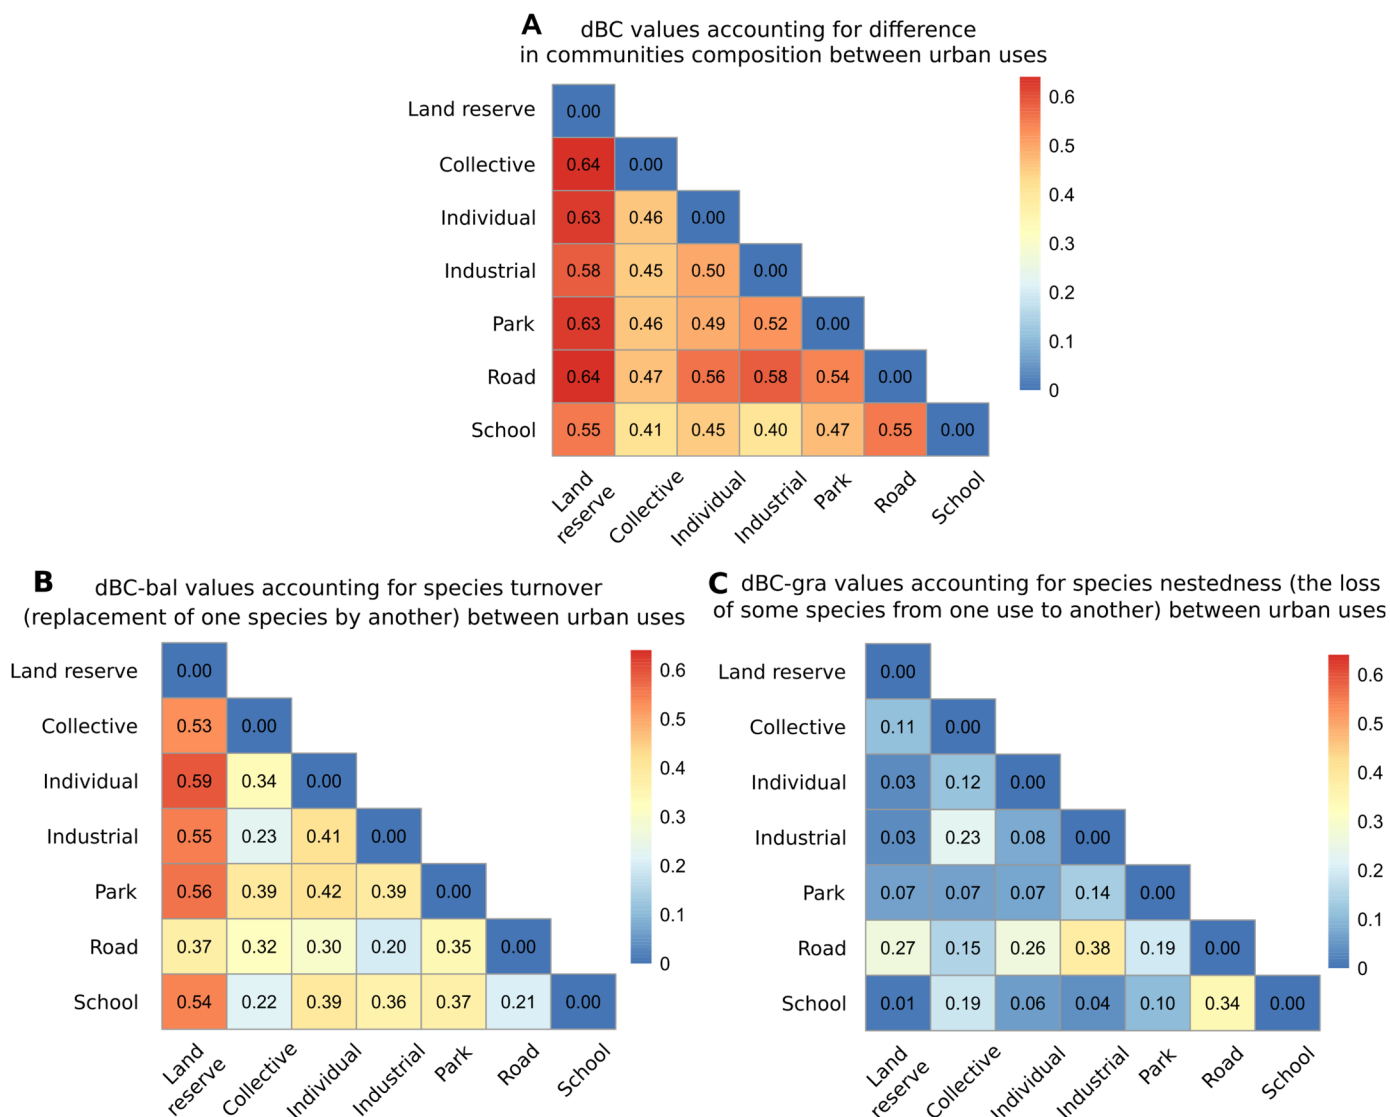 A
dBC values accounting for difference
in communities composition between urban uses
Land reserve 0.00
Collective 0.64 0.00
Individual 0.63 0.46 0.00
Industrial 0.58 0.45 0.50 0.00
Park 0.63 0.46 0.49 0.52 0.00
Road 0.64 0.47 0.56 0.58 0.54 0.00
School 0.55 0.41 0.45 0.40 0.47 0.55 0.00
Land
reserve
Collective
Individual
Industrial
Park
Road
School
0.6
0.5
0.4
0.3
0.2
0.1
0
B
dBC-bal values accounting for species turnover
(replacement of one species by another) between urban uses
Land reserve 0.00
Collective 0.53 0.00
Individual 0.59 0.34 0.00
Industrial 0.55 0.23 0.41 0.00
Park 0.56 0.39 0.42 0.39 0.00
Road 0.37 0.32 0.30 0.20 0.35 0.00
School 0.54 0.22 0.39 0.36 0.37 0.21 0.00
Land
reserve
Collective
Individual
Industrial
Park
Road
School
0.6
0.5
0.4
0.3
0.2
0.1
0
C
dBC-gra values accounting for species nestedness (the loss
of some species from one use to another) between urban uses
Land reserve 0.00
Collective 0.11 0.00
Individual 0.03 0.12 0.00
Industrial 0.03 0.23 0.08 0.00
Park 0.07 0.07 0.07 0.14 0.00
Road 0.27 0.15 0.26 0.38 0.19 0.00
School 0.01 0.19 0.06 0.04 0.10 0.34 0.00
Land
reserve
Collective
Individual
Industrial
Park
Road
School
0.6
0.5
0.4
0.3
0.2
0.1
0